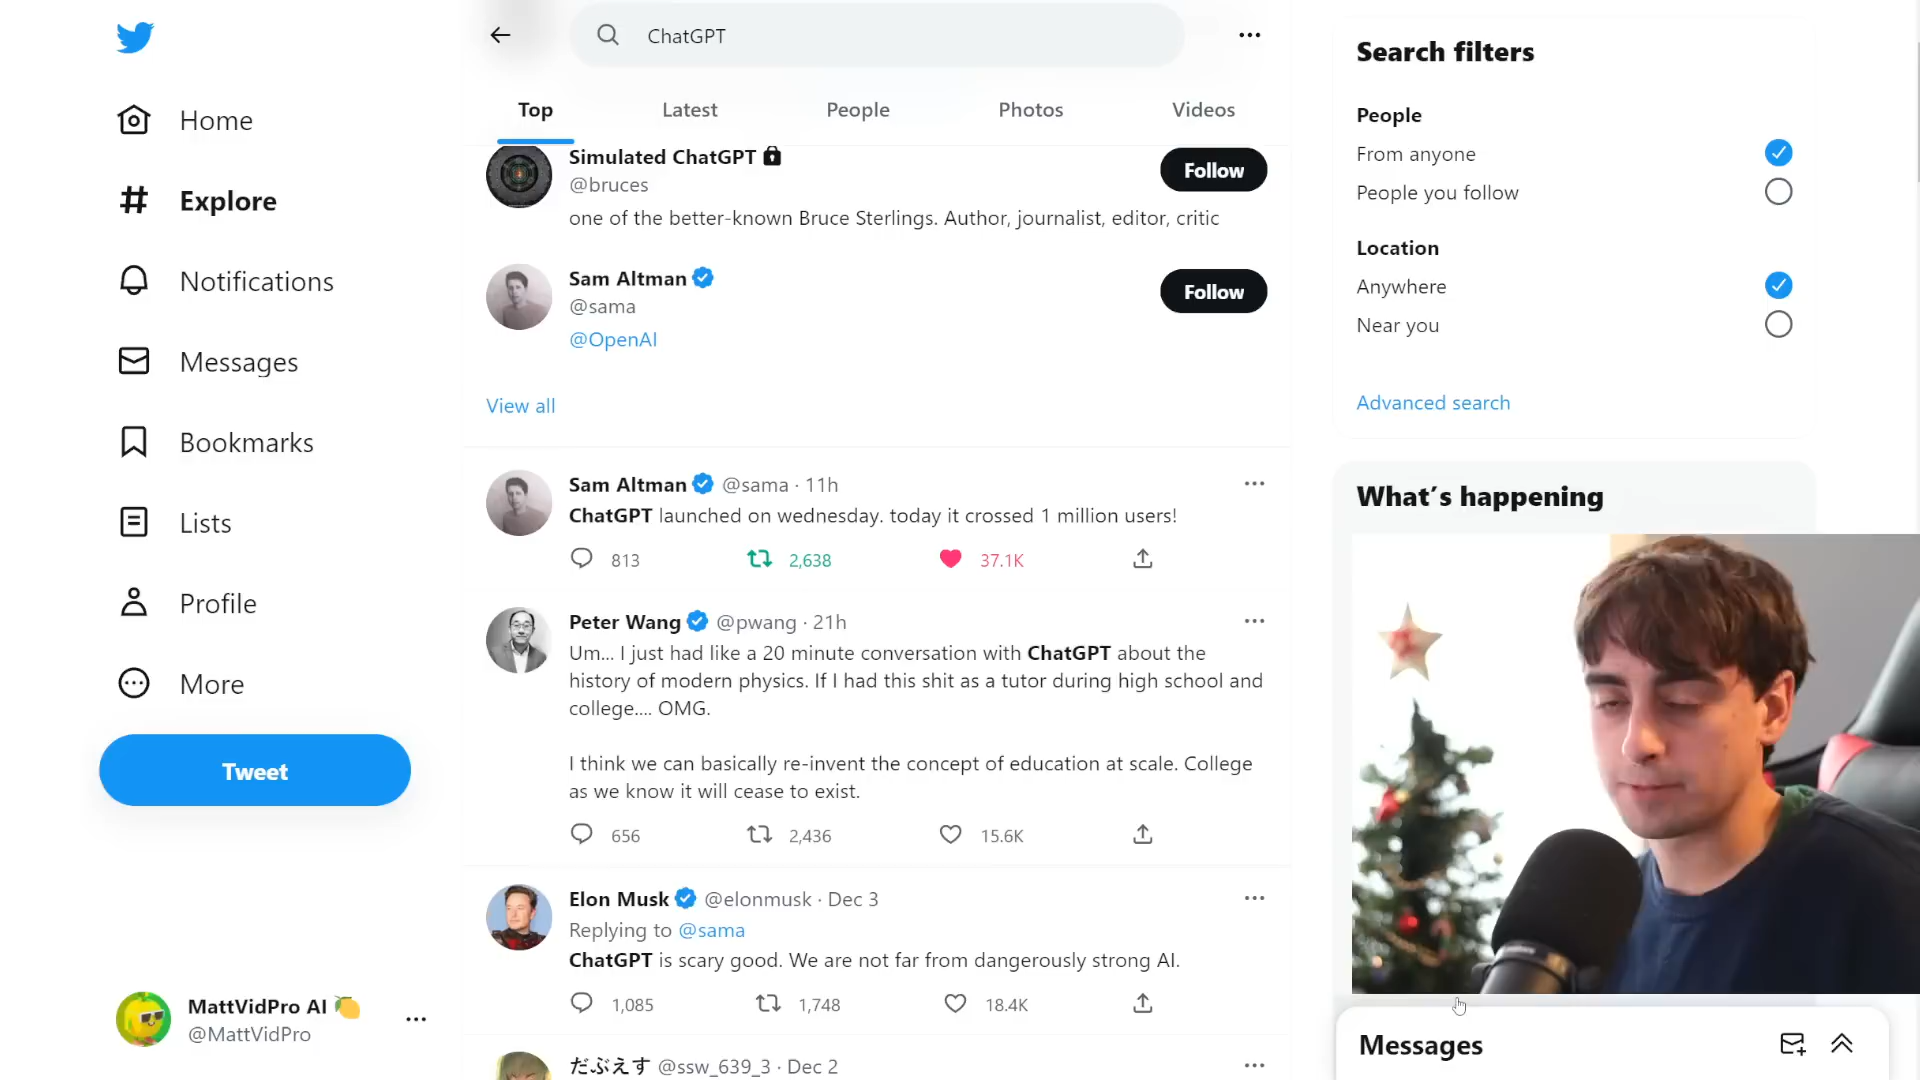 Home
Explore
Notifications
Messages
Bookmarks
Lists
Profile
More
Tweet
MattVidPro AI
@MattVidPro
ChatGPT
Top Latest People Photos Videos
Simulated ChatGPT
@bruces
Follow
one of the better-known Bruce Sterlings. Author, journalist, editor, critic
Sam Altman
@sama
Follow
@OpenAI
View all
Sam Altman @sama · 11h
ChatGPT launched on wednesday. today it crossed 1 million users!
813 2,638 37.1K
Peter Wang @pwang · 21h
Um... I just had like a 20 minute conversation with ChatGPT about the
history of modern physics. If I had this shit as a tutor during high school and
college.... OMG.
I think we can basically re-invent the concept of education at scale. College
as we know it will cease to exist.
656 2,436 15.6K
Elon Musk @elonmusk · Dec 3
Replying to @sama
ChatGPT is scary good. We are not far from dangerously strong AI.
1,085 1,748 18.4K
だぶえす @ssw_639_3 · Dec 2
Search filters
People
From anyone
People you follow
Location
Anywhere
Near you
Advanced search
What's happening
Messages